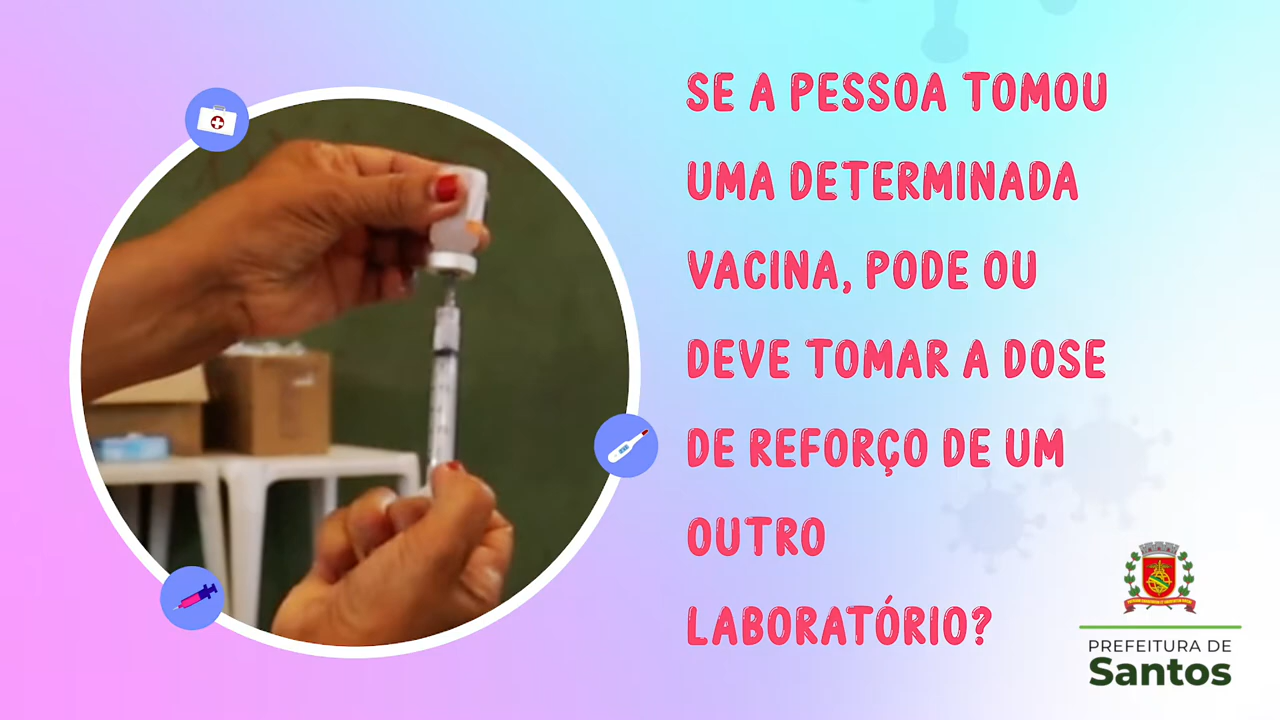 SE A PESSOA TOMOU
UMA DETERMINADA
VACINA, PODE OU
DEVE TOMAR A DOSE
DE REFORÇO DE UM
OUTRO
LABORATÓRIO?
PREFEITURA DE
Santos